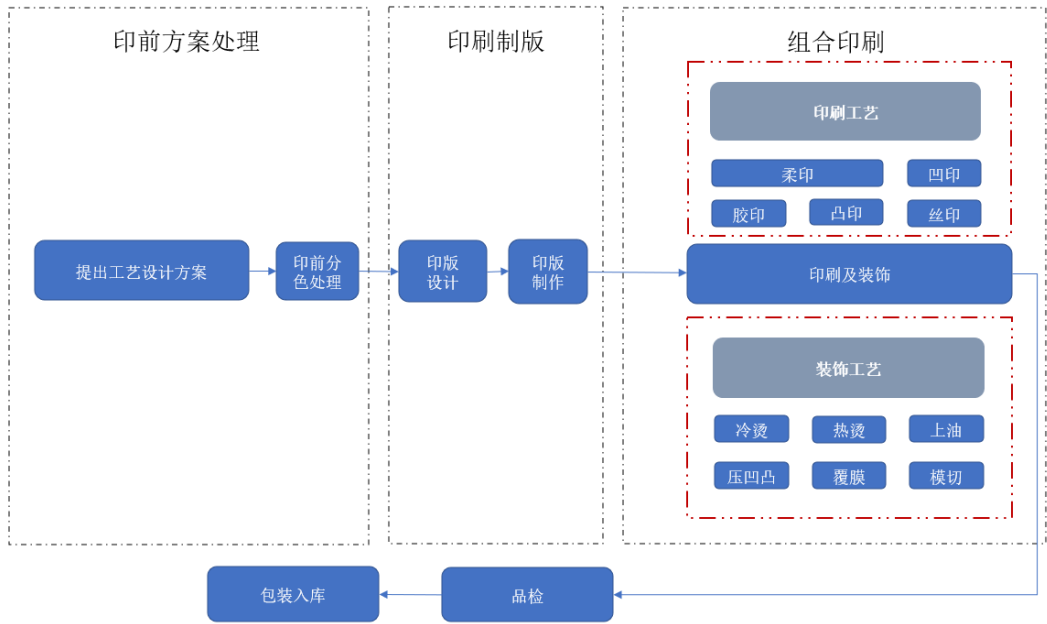 印前方案处理
印刷制版
组合印刷
印刷工艺
柔印
凹印
胶印
凸印
丝印
提出工艺设计方案
印前分
色处理
印版
设计
印版
制作
印刷及装饰
装饰工艺
冷烫
热烫
上油
压凹凸
覆膜
模切
包装入库
品检